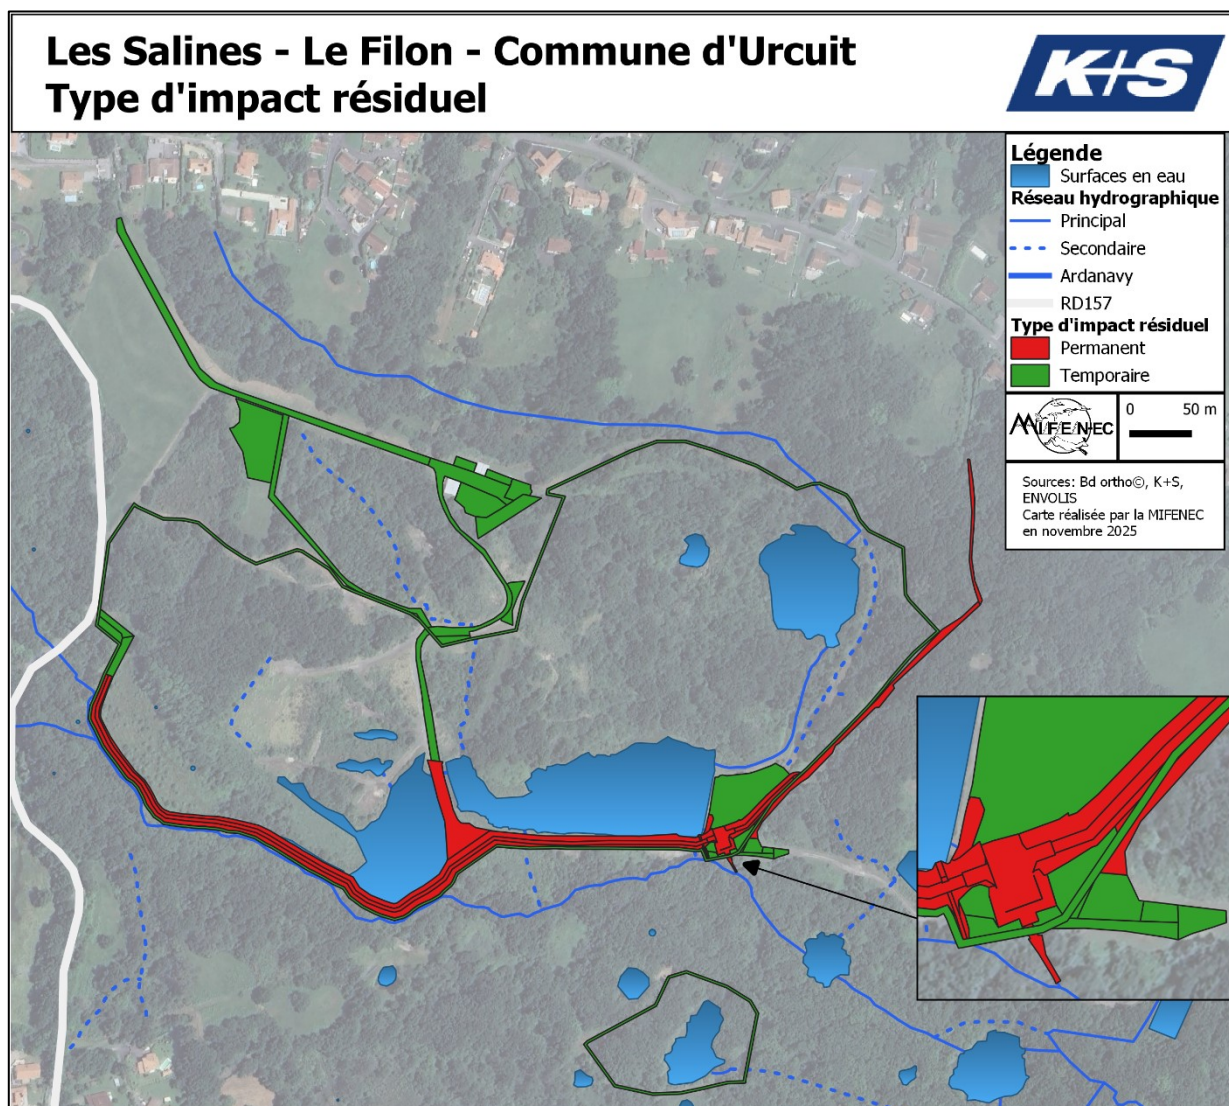 Les Salines - Le Filon - Commune d'Urcuit
Type d'impact résiduel
K+S
Légende
Surfaces en eau
Réseau hydrographique
Principal
Secondaire
Ardanavy
RD157
Type d'impact résiduel
Permanent
Temporaire
MIFENEC
0 50 m
Sources: Bd ortho©, K+S,
ENVOLIS
Carte réalisée par la MIFENEC
en novembre 2025